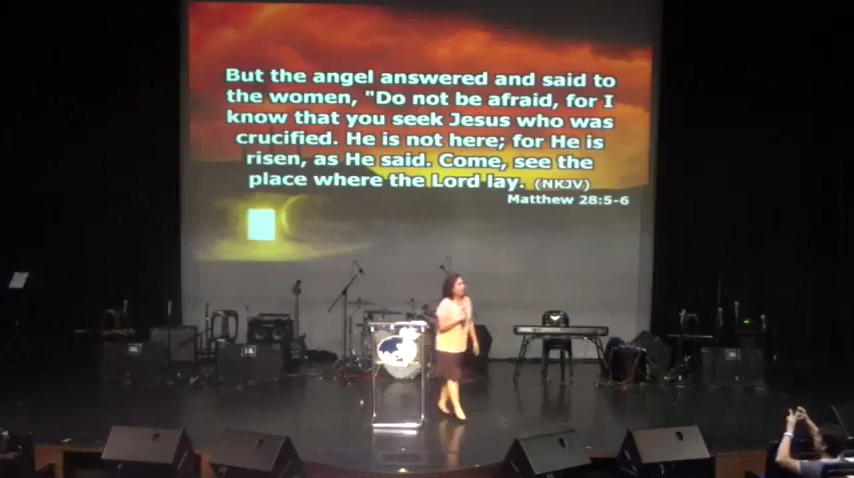 But the angel answered and said to
the women, "Do not be afraid, for I
know that you seek Jesus who was
crucified. He is not here; for He is
risen, as He said. Come, see the
place where the Lord lay. (NKJV)
Matthew 28:5-6